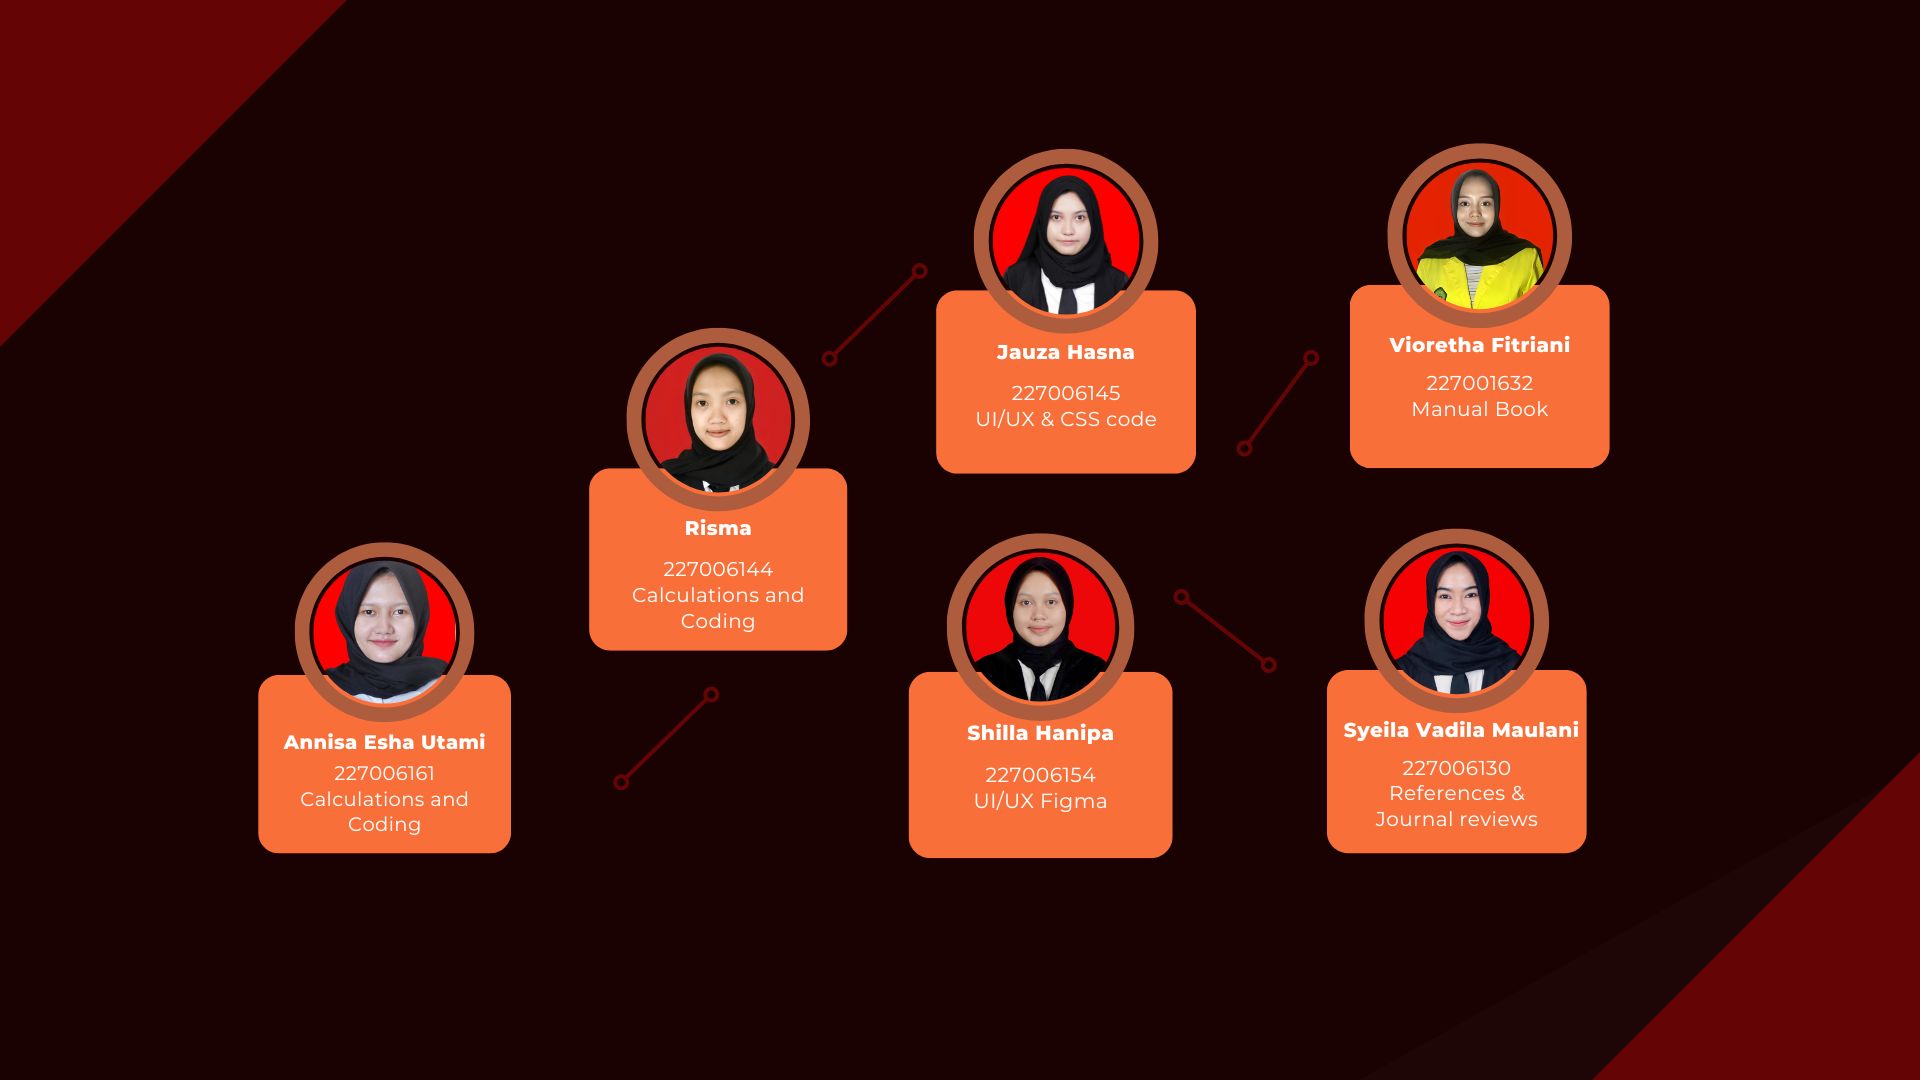 Jauza Hasna
227006145
UI/UX & CSS code
Vioretha Fitriani
227001632
Manual Book
Risma
227006144
Calculations and
Coding
Annisa Esha Utami
227006161
Calculations and
Coding
Shilla Hanipa
227006154
UI/UX Figma
Syeila Vadila Maulani
227006130
References &
Journal reviews